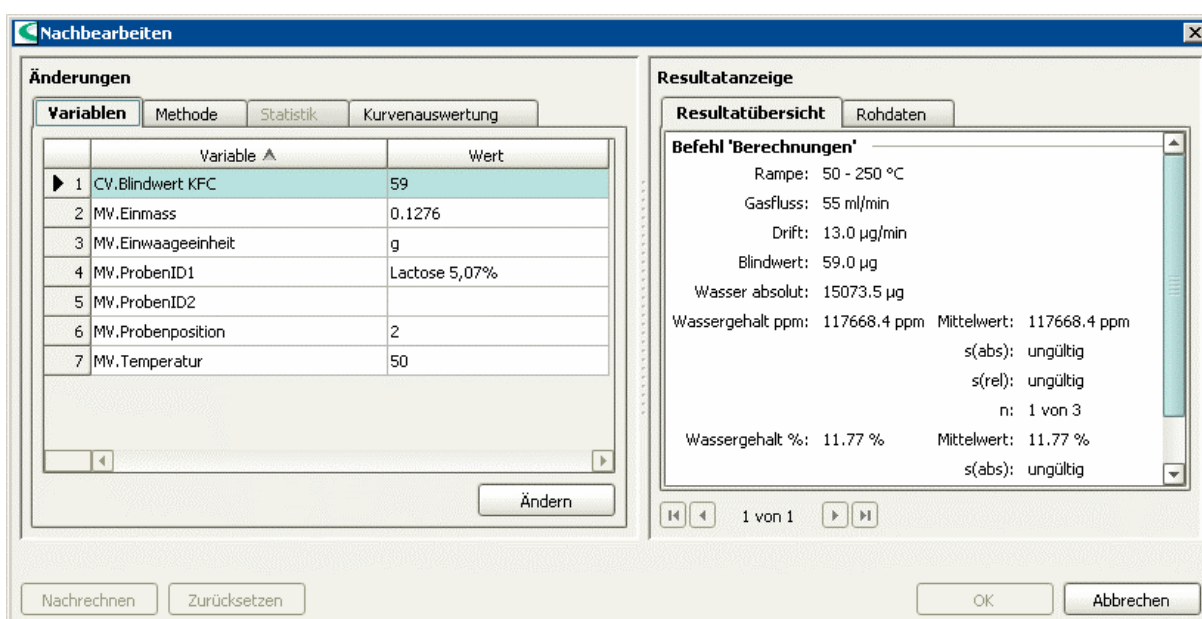 Nachbearbeiten
Änderungen
Variablen Methode Statistik Kurvenauswertung
Variable Wert
1 CV.Blindwert KFC 59
2 MV.Einmass 0.1276
3 MV.Einwaageeinheit g
4 MV.ProbenID1 Lactose 5,07%
5 MV.ProbenID2
6 MV.Probenposition 2
7 MV.Temperatur 50
Ändern
Resultatanzeige
Resultatübersicht Rohdaten
Befehl 'Berechnungen'
Rampe: 50 - 250 °C
Gasfluss: 55 ml/min
Drift: 13.0 µg/min
Blindwert: 59.0 µg
Wasser absolut: 15073.5 µg
Wassergehalt ppm: 117668.4 ppm Mittelwert: 117668.4 ppm
s(abs): ungültig
s(rel): ungültig
n: 1 von 3
Wassergehalt %: 11.77 % Mittelwert: 11.77 %
s(abs): ungültig
1 von 1
Nachrechnen Zurücksetzen OK Abbrechen